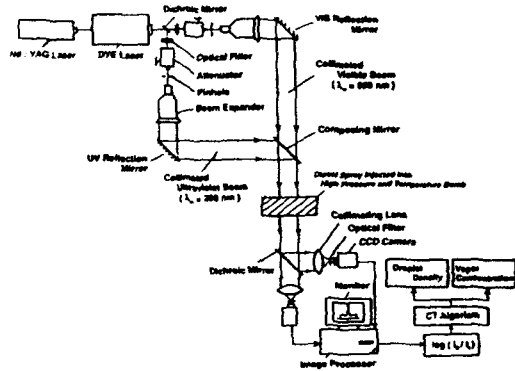 Dichroic Mirror
VIS Reflection
Mirror
Nd : YAG Laser
DYE Laser
Optical Filter
Attenuator
Pinhole
Beam Expander
Collimated
Visible Beam
Composing Mirror
UV Reflection
Mirror
Collimated
Ultraviolet Beam
Diesel Spray Injected into
High Pressure and Temperature Bomb
Collimating Lens
Optical Filter
CCD Camera
Dichroic Mirror
Monitor
Droplet
Density
Vapor
Concentration
CT Algorithm
Image Processor